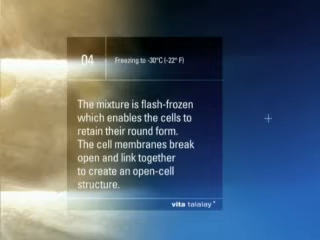 04
Freezing to -30°C (-22° F)
The mixture is flash-frozen
which enables the cells to
retain their round form.
The cell membranes break
open and link together
to create an open-cell
structure.
vita talalay